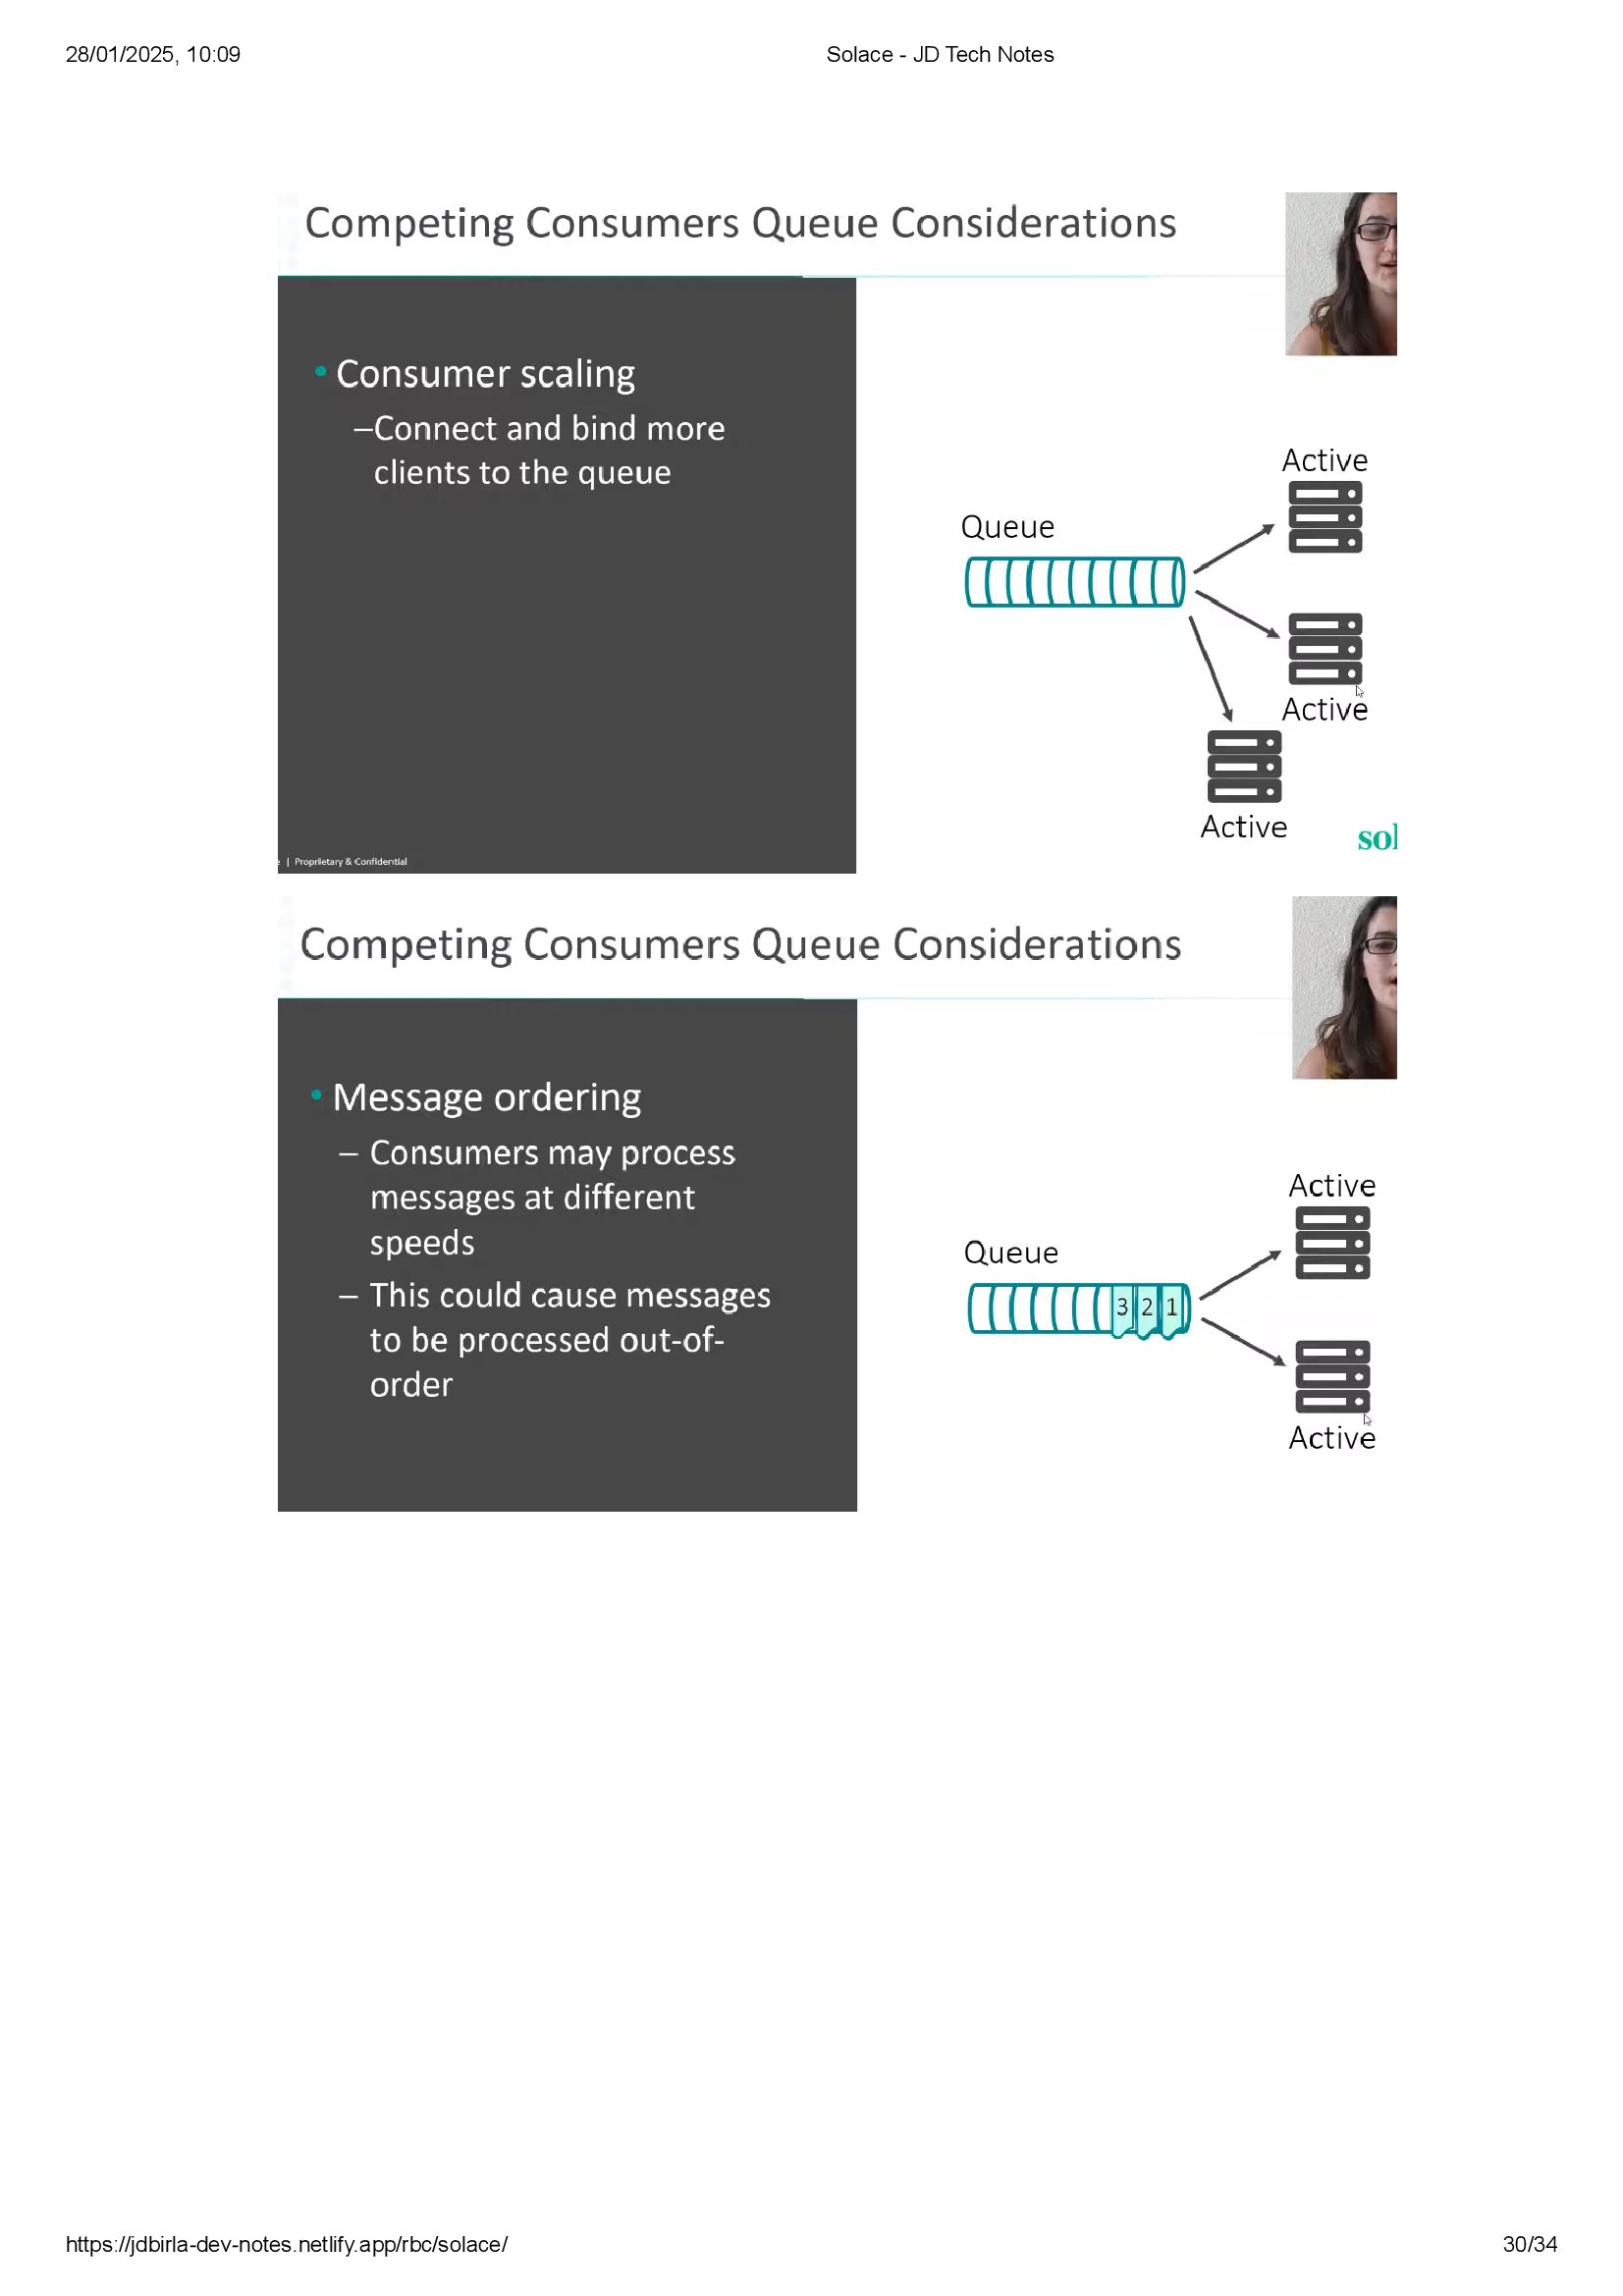 28/01/2025, 10:09
Solace - JD Tech Notes
Competing Consumers Queue Considerations
• Consumer scaling
–Connect and bind more
clients to the queue
Queue
Active
Active
Active
| Proprietary & Confidential
sol
Competing Consumers Queue Considerations
• Message ordering
– Consumers may process
messages at different
speeds
– This could cause messages
to be processed out-of-
order
Queue
3 2 1
Active
Active
https://jdbirla-dev-notes.netlify.app/rbc/solace/
30/34